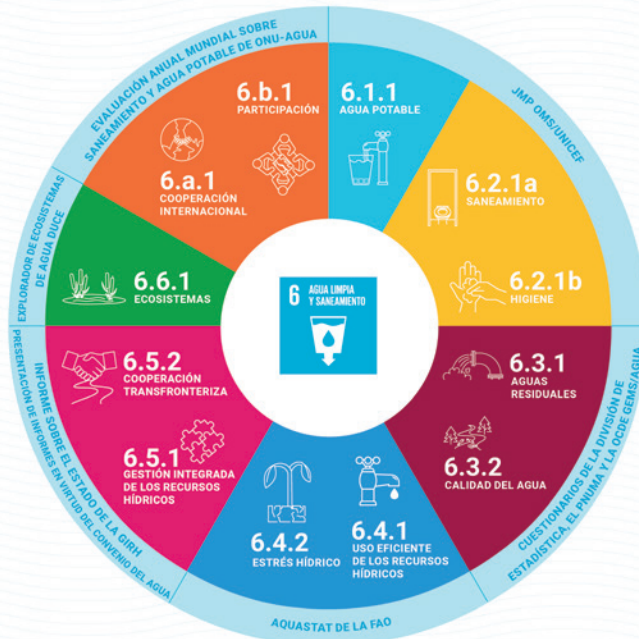 EVALUACIÓN ANUAL MUNDIAL SOBRE
SANEAMIENTO Y AGUA POTABLE DE ONU-AGUA
JMP OMS/UNICEF
6.b.1
PARTICIPACIÓN
6.1.1
AGUA POTABLE
6.a.1
COOPERACIÓN
INTERNACIONAL
6.2.1a
SANEAMIENTO
6.2.1b
HIGIENE
EXPLORADOR DE ECOSISTEMAS
DE AGUA DUCE
6.6.1
ECOSISTEMAS
6 AGUA LIMPIA
Y SANEAMIENTO
6.5.2
COOPERACIÓN
TRANSFRONTERIZA
6.5.1
GESTIÓN INTEGRADA
DE LOS RECURSOS
HÍDRICOS
6.3.1
AGUAS
RESIDUALES
6.3.2
CALIDAD DEL AGUA
6.4.2
ESTRÉS HÍDRICO
6.4.1
USO EFICIENTE
DE LOS RECURSOS
HÍDRICOS
INFORME SOBRE EL ESTADO DE LA GIRH
PRESENTACIÓN DE INFORMES EN VIRTUD DEL CONVENIO DEL AGUA
CUESTIONARIOS DE LA DIVISIÓN DE
ESTADÍSTICA, EL PNUMA Y LA OCDE GEMS/AGUA
AQUASTAT DE LA FAO